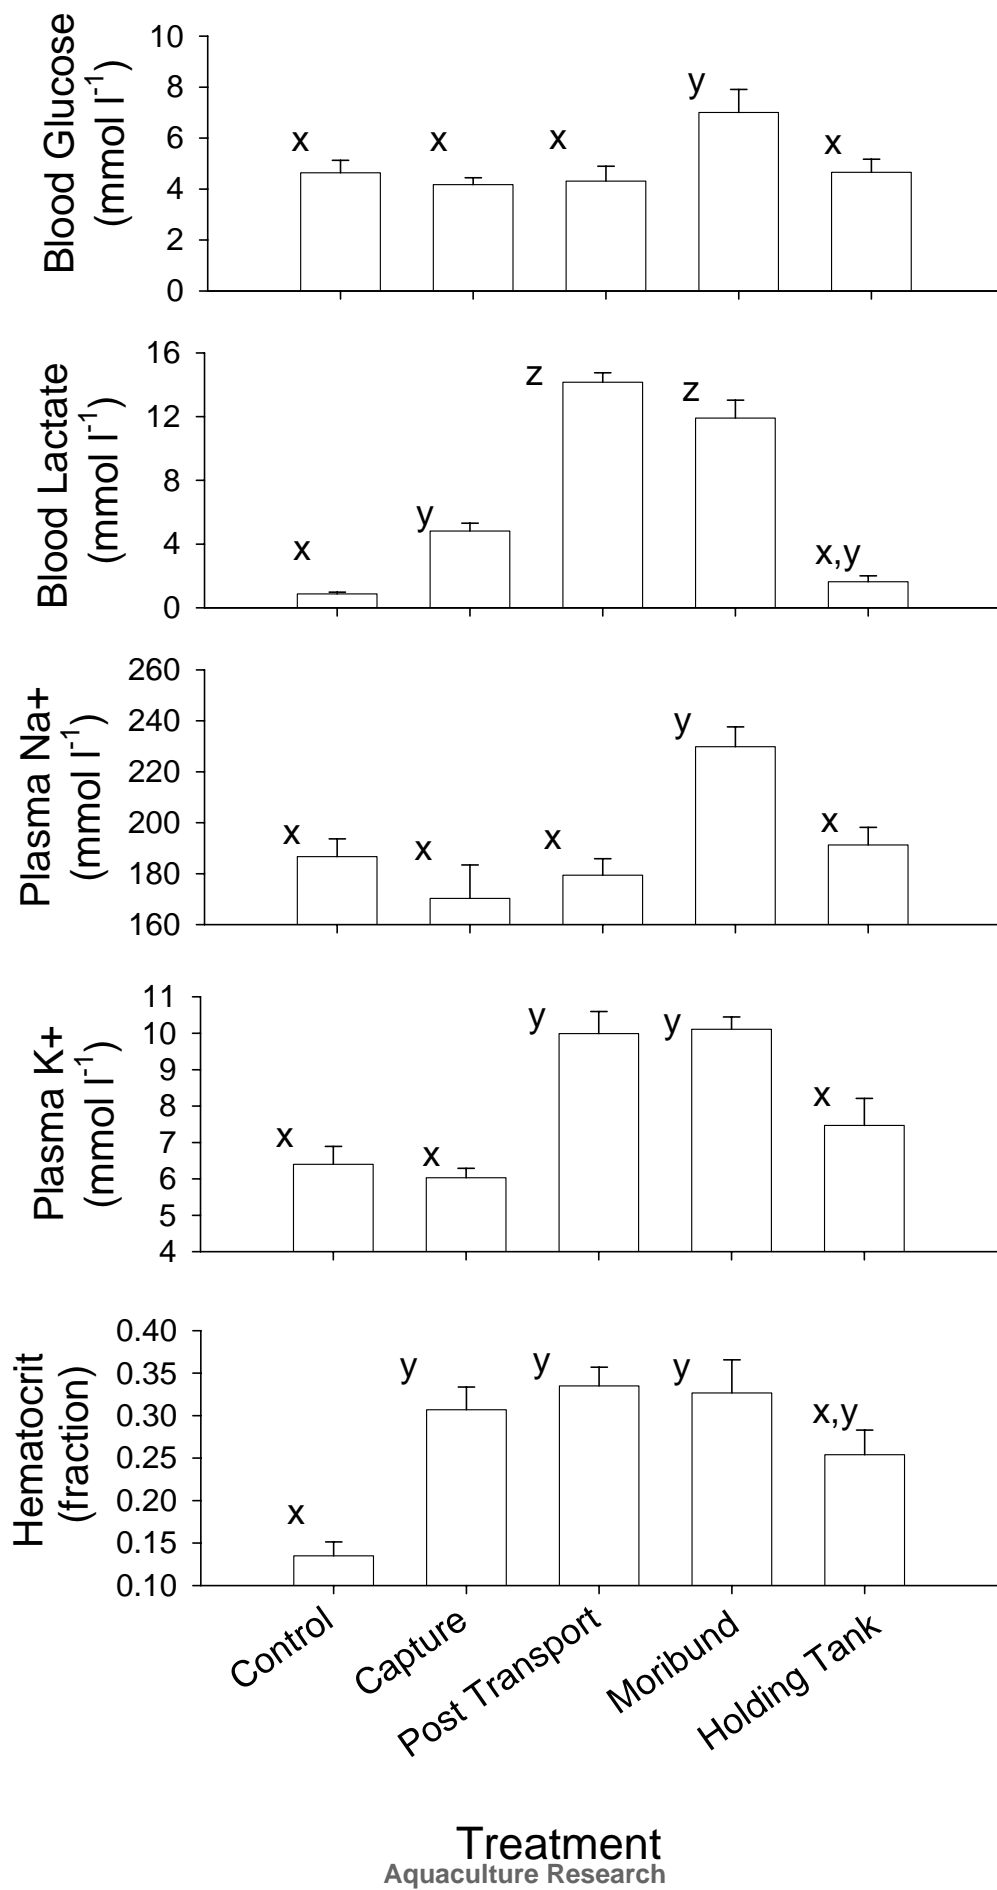 Blood Glucose
(mmol l-1)
10
8
6
4
2
0
x
x
x
y
x
Blood Lactate
(mmol l-1)
16
12
8
4
0
x
y
z
z
x,y
Plasma Na+
(mmol l-1)
260
240
220
200
180
160
x
x
x
y
x
Plasma K+
(mmol l-1)
11
10
9
8
7
6
5
4
x
x
y
y
x
Hematocrit
(fraction)
0.40
0.35
0.30
0.25
0.20
0.15
0.10
x
y
y
y
x,y
Control
Capture
Post Transport
Moribund
Holding Tank
Treatment
Aquaculture Research